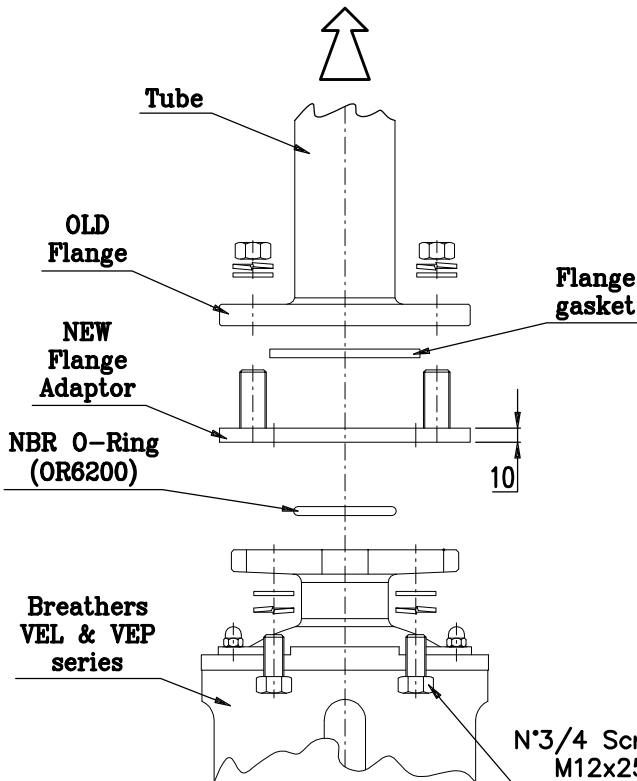 Tube
OLD
Flange
Flange
gasket
NEW
Flange
Adaptor
10
NBR O-Ring
(OR6200)
Breathers
VEL & VEP
series
N°3/4 Scr
M12x25